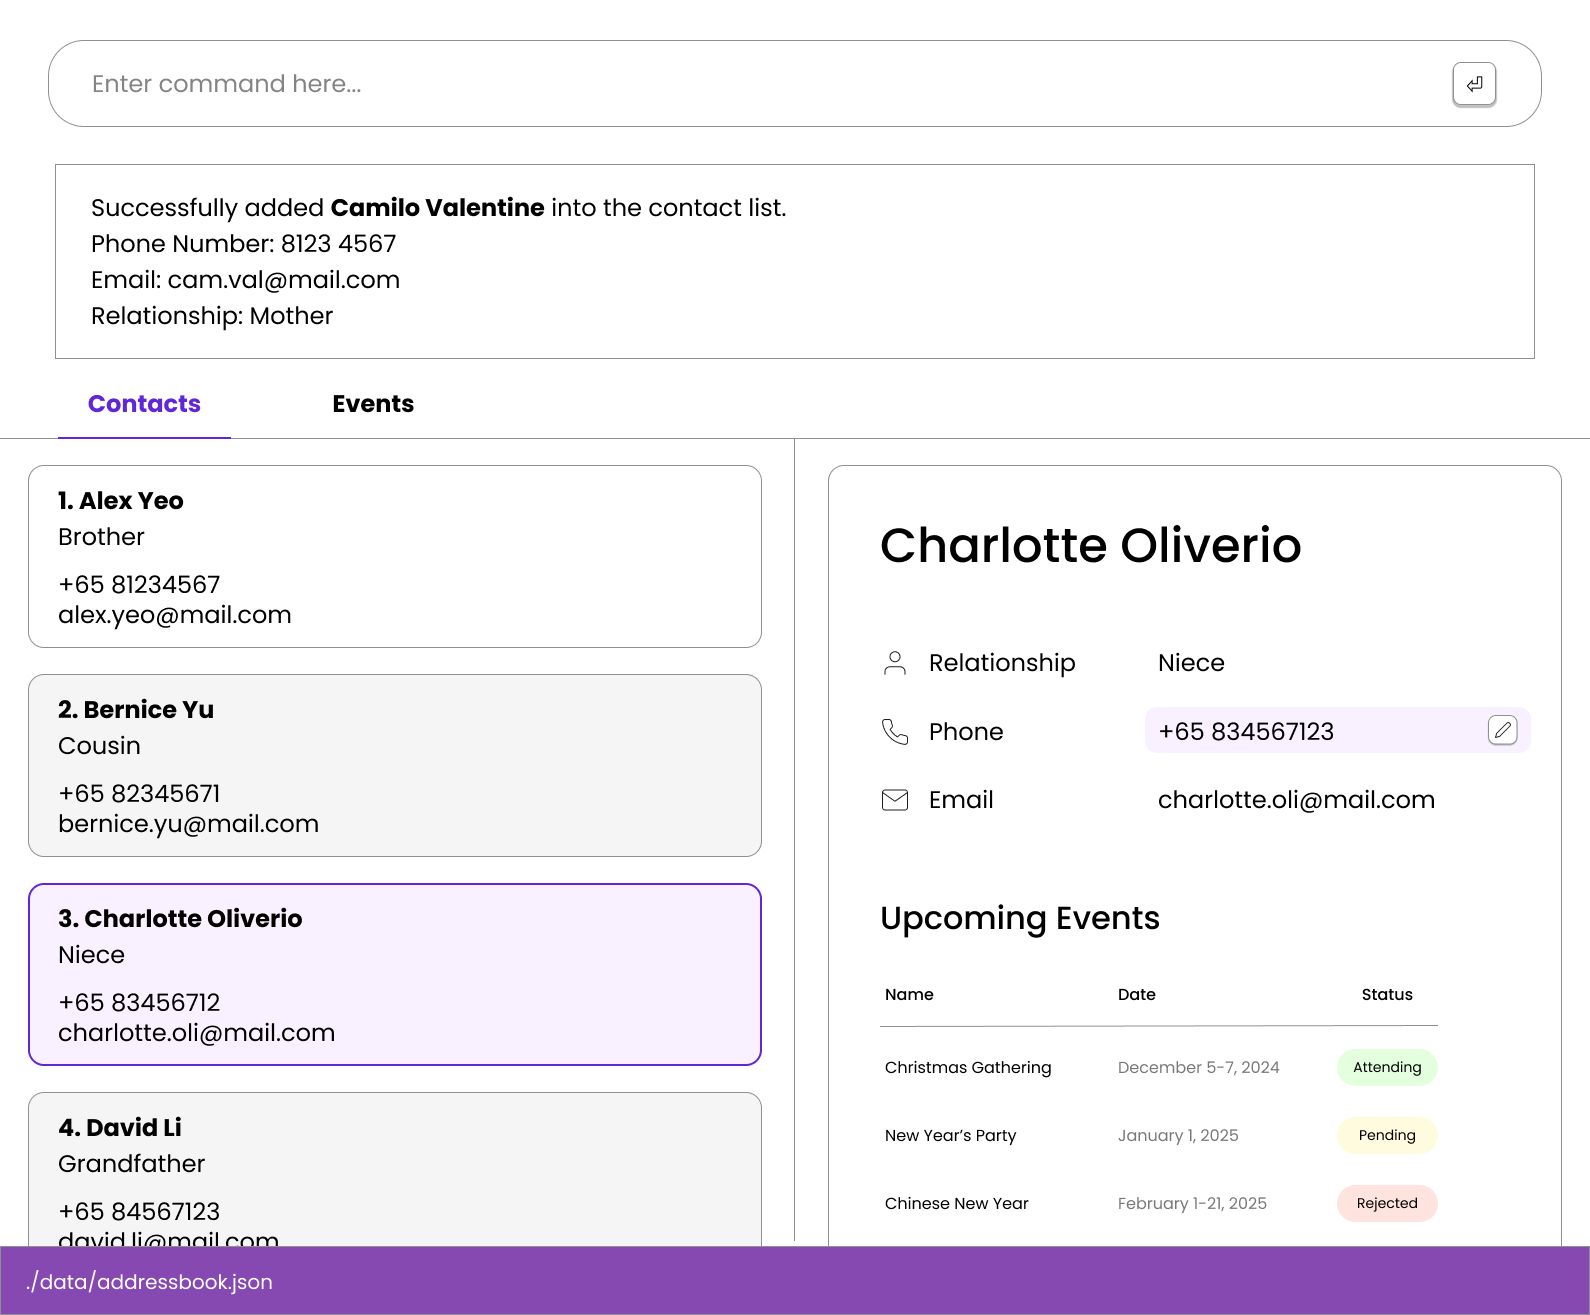 Enter command here...
Successfully added Camilo Valentine into the contact list.
Phone Number: 8123 4567
Email: cam.val@mail.com
Relationship: Mother
Contacts
Events
1. Alex Yeo
Brother
+65 81234567
alex.yeo@mail.com
2. Bernice Yu
Cousin
+65 82345671
bernice.yu@mail.com
3. Charlotte Oliverio
Niece
+65 83456712
charlotte.oli@mail.com
4. David Li
Grandfather
+65 84567123
david.li@mail.com
Charlotte Oliverio
Relationship Niece
Phone +65 834567123
Email charlotte.oli@mail.com
Upcoming Events
Name Date Status
Christmas Gathering December 5-7, 2024 Attending
New Year’s Party January 1, 2025 Pending
Chinese New Year February 1-21, 2025 Rejected
./data/addressbook.json